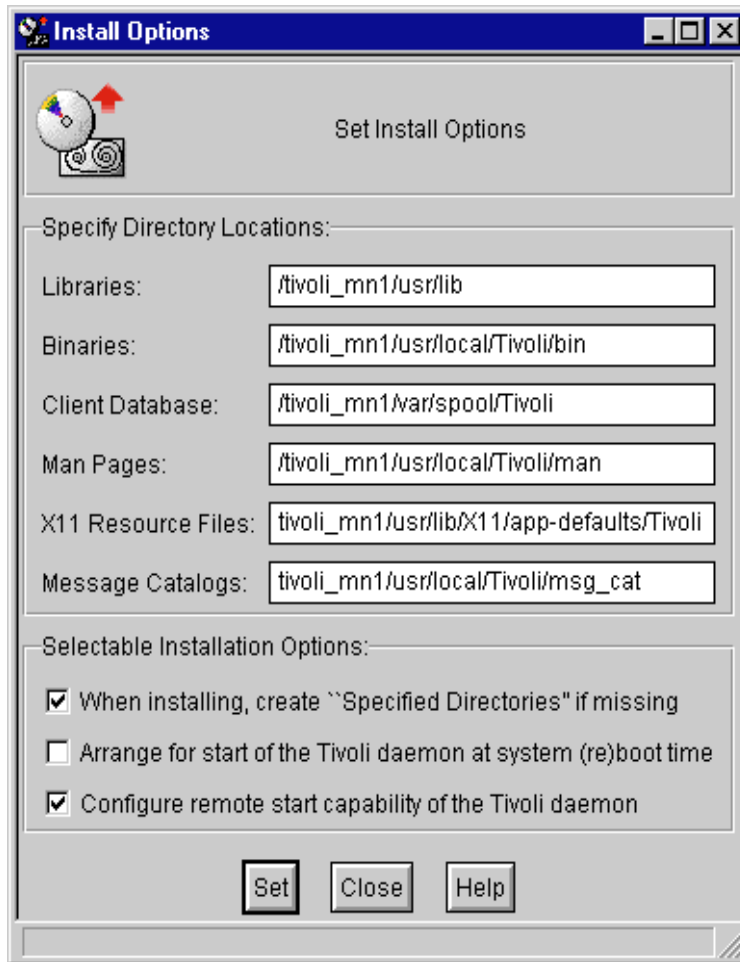 Install Options
Set Install Options
Specify Directory Locations:
Libraries: /tivoli_mn1/usr/lib
Binaries: /tivoli_mn1/usr/local/Tivoli/bin
Client Database: /tivoli_mn1/var/spool/Tivoli
Man Pages: /tivoli_mn1/usr/local/Tivoli/man
X11 Resource Files: tivoli_mn1/usr/lib/X11/app-defaults/Tivoli
Message Catalogs: tivoli_mn1/usr/local/Tivoli/msg_cat
Selectable Installation Options:
When installing, create ``Specified Directories'' if missing
Arrange for start of the Tivoli daemon at system (re)boot time
Configure remote start capability of the Tivoli daemon
Set Close Help